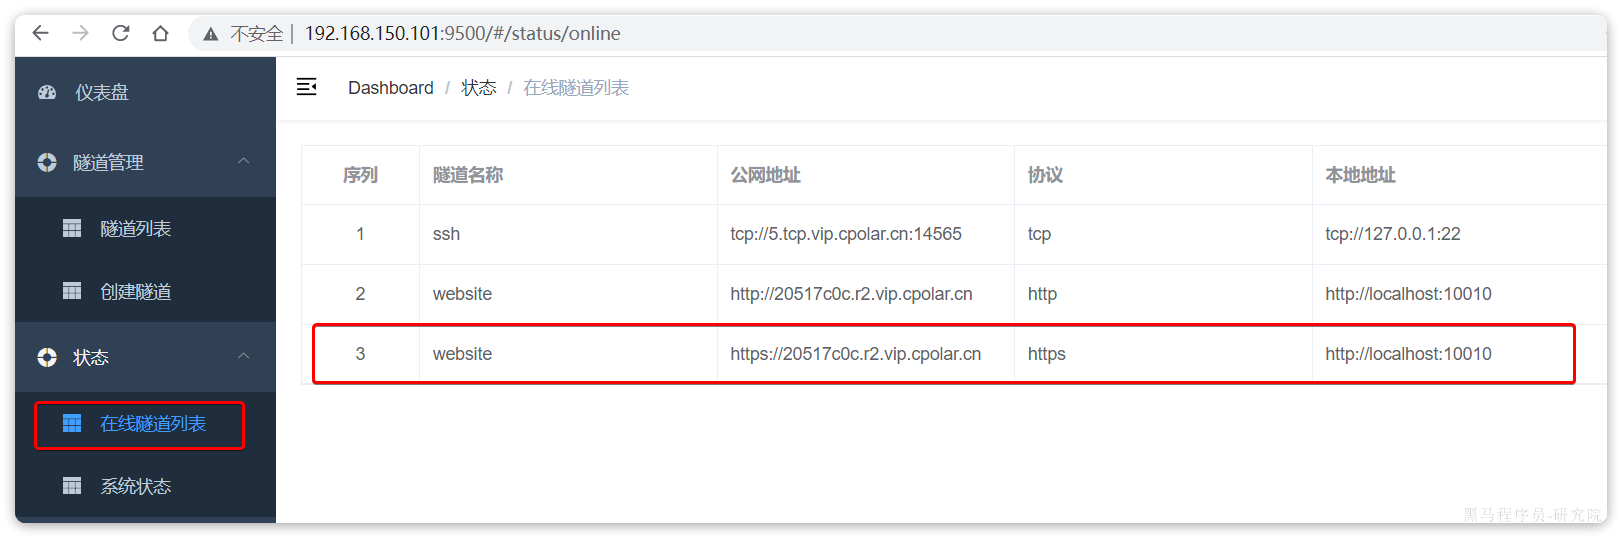 不安全 | 192.168.150.101:9500/#/status/online
仪表盘
隧道管理
隧道列表
创建隧道
状态
在线隧道列表
系统状态
Dashboard / 状态 / 在线隧道列表
序列 隧道名称 公网地址 协议 本地地址
1 ssh tcp://5.tcp.vip.cpolar.cn:14565 tcp tcp://127.0.0.1:22
2 website http://20517c0c.r2.vip.cpolar.cn http http://localhost:10010
3 website https://20517c0c.r2.vip.cpolar.cn https http://localhost:10010
黑马程序员-研究院